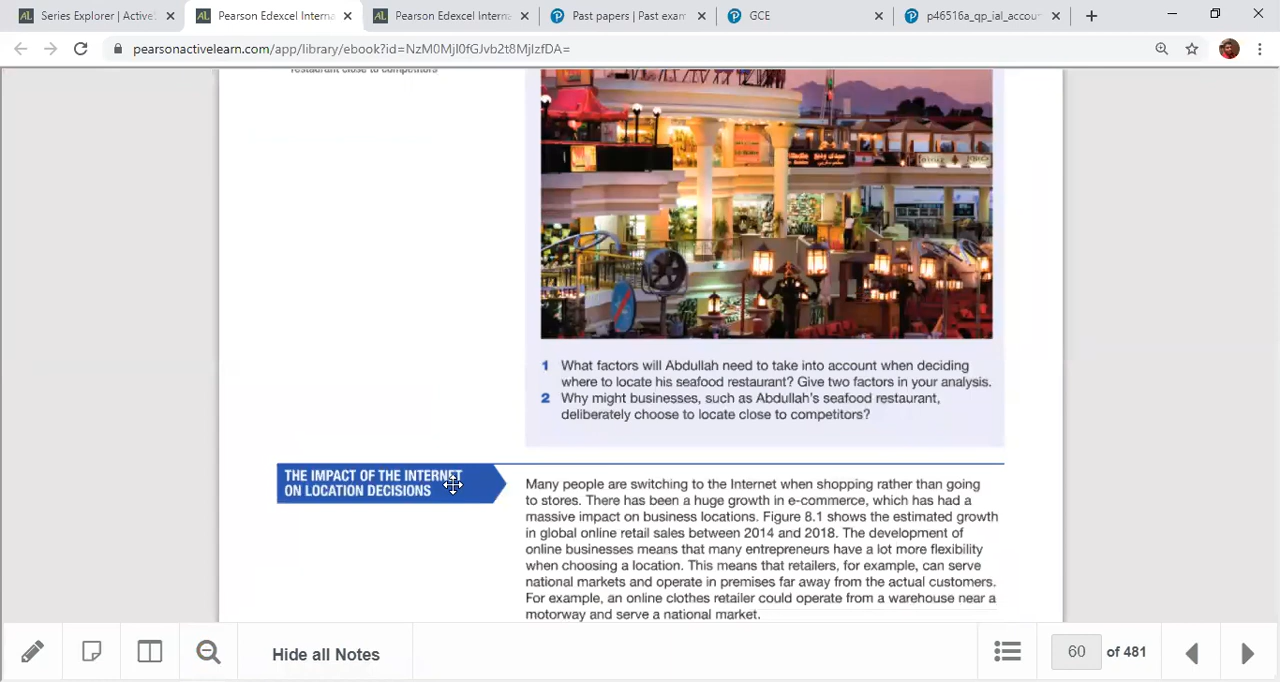 Series Explorer | Active
Pearson Edexcel Interna
Pearson Edexcel Interna
Past papers | Past exam
GCE
p46516a_qp_ial_accou
pearsonactivelearn.com/app/library/ebook?id=NzM0MjI0fGJvb2t8MjIzfDA=
restaurant close to competitors
1 What factors will Abdullah need to take into account when deciding
where to locate his seafood restaurant? Give two factors in your analysis.
2 Why might businesses, such as Abdullah's seafood restaurant,
deliberately choose to locate close to competitors?
THE IMPACT OF THE INTERNET
ON LOCATION DECISIONS
Many people are switching to the Internet when shopping rather than going
to stores. There has been a huge growth in e-commerce, which has had a
massive impact on business locations. Figure 8.1 shows the estimated growth
in global online retail sales between 2014 and 2018. The development of
online businesses means that many entrepreneurs have a lot more flexibility
when choosing a location. This means that retailers, for example, can serve
national markets and operate in premises far away from the actual customers.
For example, an online clothes retailer could operate from a warehouse near a
motorway and serve a national market.
Hide all Notes
60 of 481